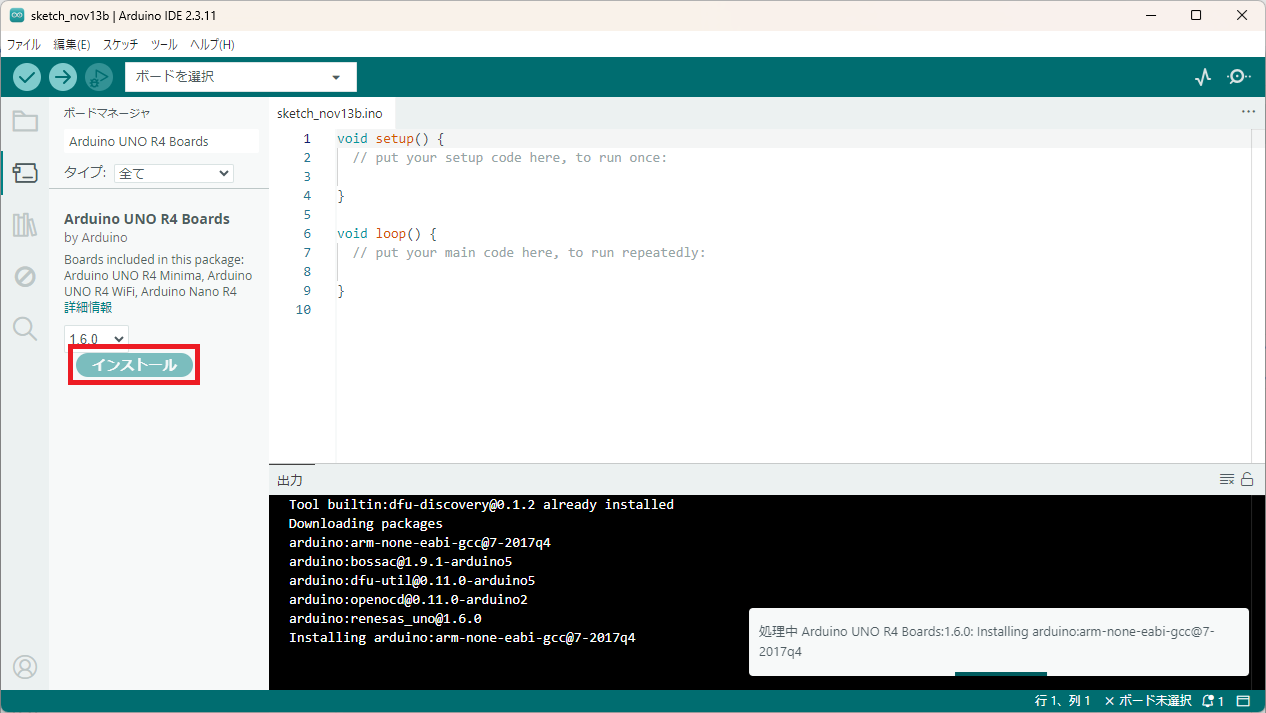 sketch_nov13b | Arduino IDE 2.3.11
ファイル 編集(E) スケッチ ツール ヘルプ(H)
ボードを選択
ボードマネージャ
Arduino UNO R4 Boards
タイプ: 全て
Arduino UNO R4 Boards
by Arduino
Boards included in this package:
Arduino UNO R4 Minima, Arduino
UNO R4 WiFi, Arduino Nano R4
詳細情報
1.6.0
インストール
sketch_nov13b.ino
1 void setup() {
2 // put your setup code here, to run once:
3
4 }
5
6 void loop() {
7 // put your main code here, to run repeatedly:
8
9 }
10
出力
Tool builtin:dfu-discovery@0.1.2 already installed
Downloading packages
arduino:arm-none-eabi-gcc@7-2017q4
arduino:bossac@1.9.1-arduino5
arduino:dfu-util@0.11.0-arduino5
arduino:openocd@0.11.0-arduino2
arduino:renesas_uno@1.6.0
Installing arduino:arm-none-eabi-gcc@7-2017q4
処理中 Arduino UNO R4 Boards:1.6.0: Installing arduino:arm-none-eabi-gcc@7-
2017q4
行 1、列 1 × ボード未選択 1